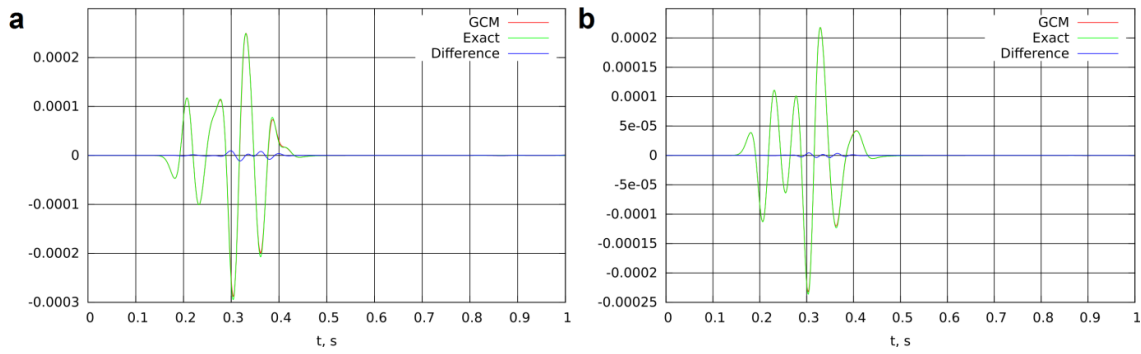 a
GCM
Exact
Difference
0.0002
0.0001
0
-0.0001
-0.0002
-0.0003
0 0.1 0.2 0.3 0.4 0.5 0.6 0.7 0.8 0.9 1
t, s
b
GCM
Exact
Difference
0.0002
0.00015
0.0001
5e-05
0
-5e-05
-0.0001
-0.00015
-0.0002
-0.00025
0 0.1 0.2 0.3 0.4 0.5 0.6 0.7 0.8 0.9 1
t, s